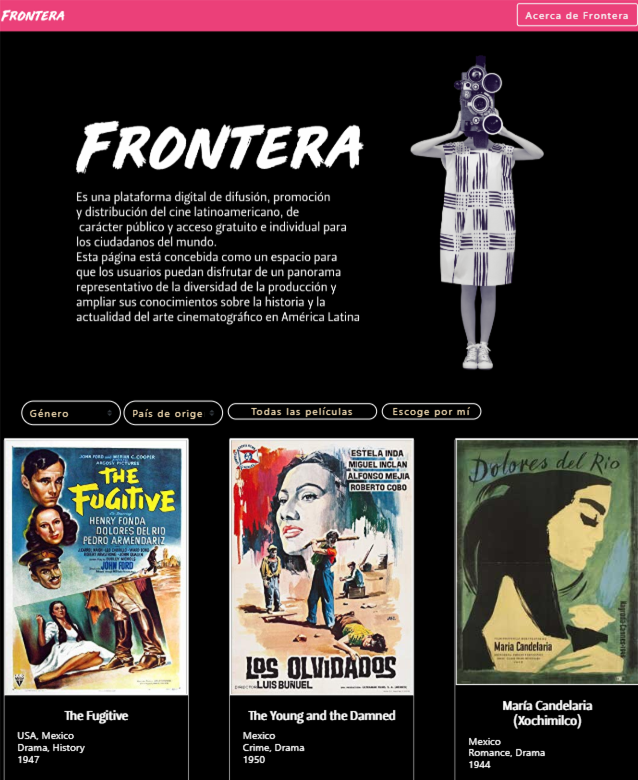 FRONTERA
Acerca de Frontera
FRONTERA
Es una plataforma digital de difusión, promoción
y distribución del cine latinoamericano, de
carácter público y acceso gratuito e individual para
los ciudadanos del mundo.
Esta página está concebida como un espacio para
que los usuarios puedan disfrutar de un panorama
representativo de la diversidad de la producción y
ampliar sus conocimientos sobre la historia y la
actualidad del arte cinematográfico en América Latina
Género
País de orige
Todas las películas
Escoge por mí
JOHN FORD and MERIAN C. COOPER
ARGOSY PICTURES
THE
FUGITIVE
HENRY FONDA
DOLORES DEL RIO
PEDRO ARMENDARIZ
JOHN FORD
RKO
The Fugitive
USA, Mexico
Drama, History
1947
ESTELA INDA
MIGUEL INCLAN
ALFONSO MEJIA
ROBERTO COBO
LOS OLVIDADOS
LUIS BUÑUEL
The Young and the Damned
Mexico
Crime, Drama
1950
Dolores del Rio
Maria Candelaria
María Candelaria
(Xochimilco)
Mexico
Romance, Drama
1944